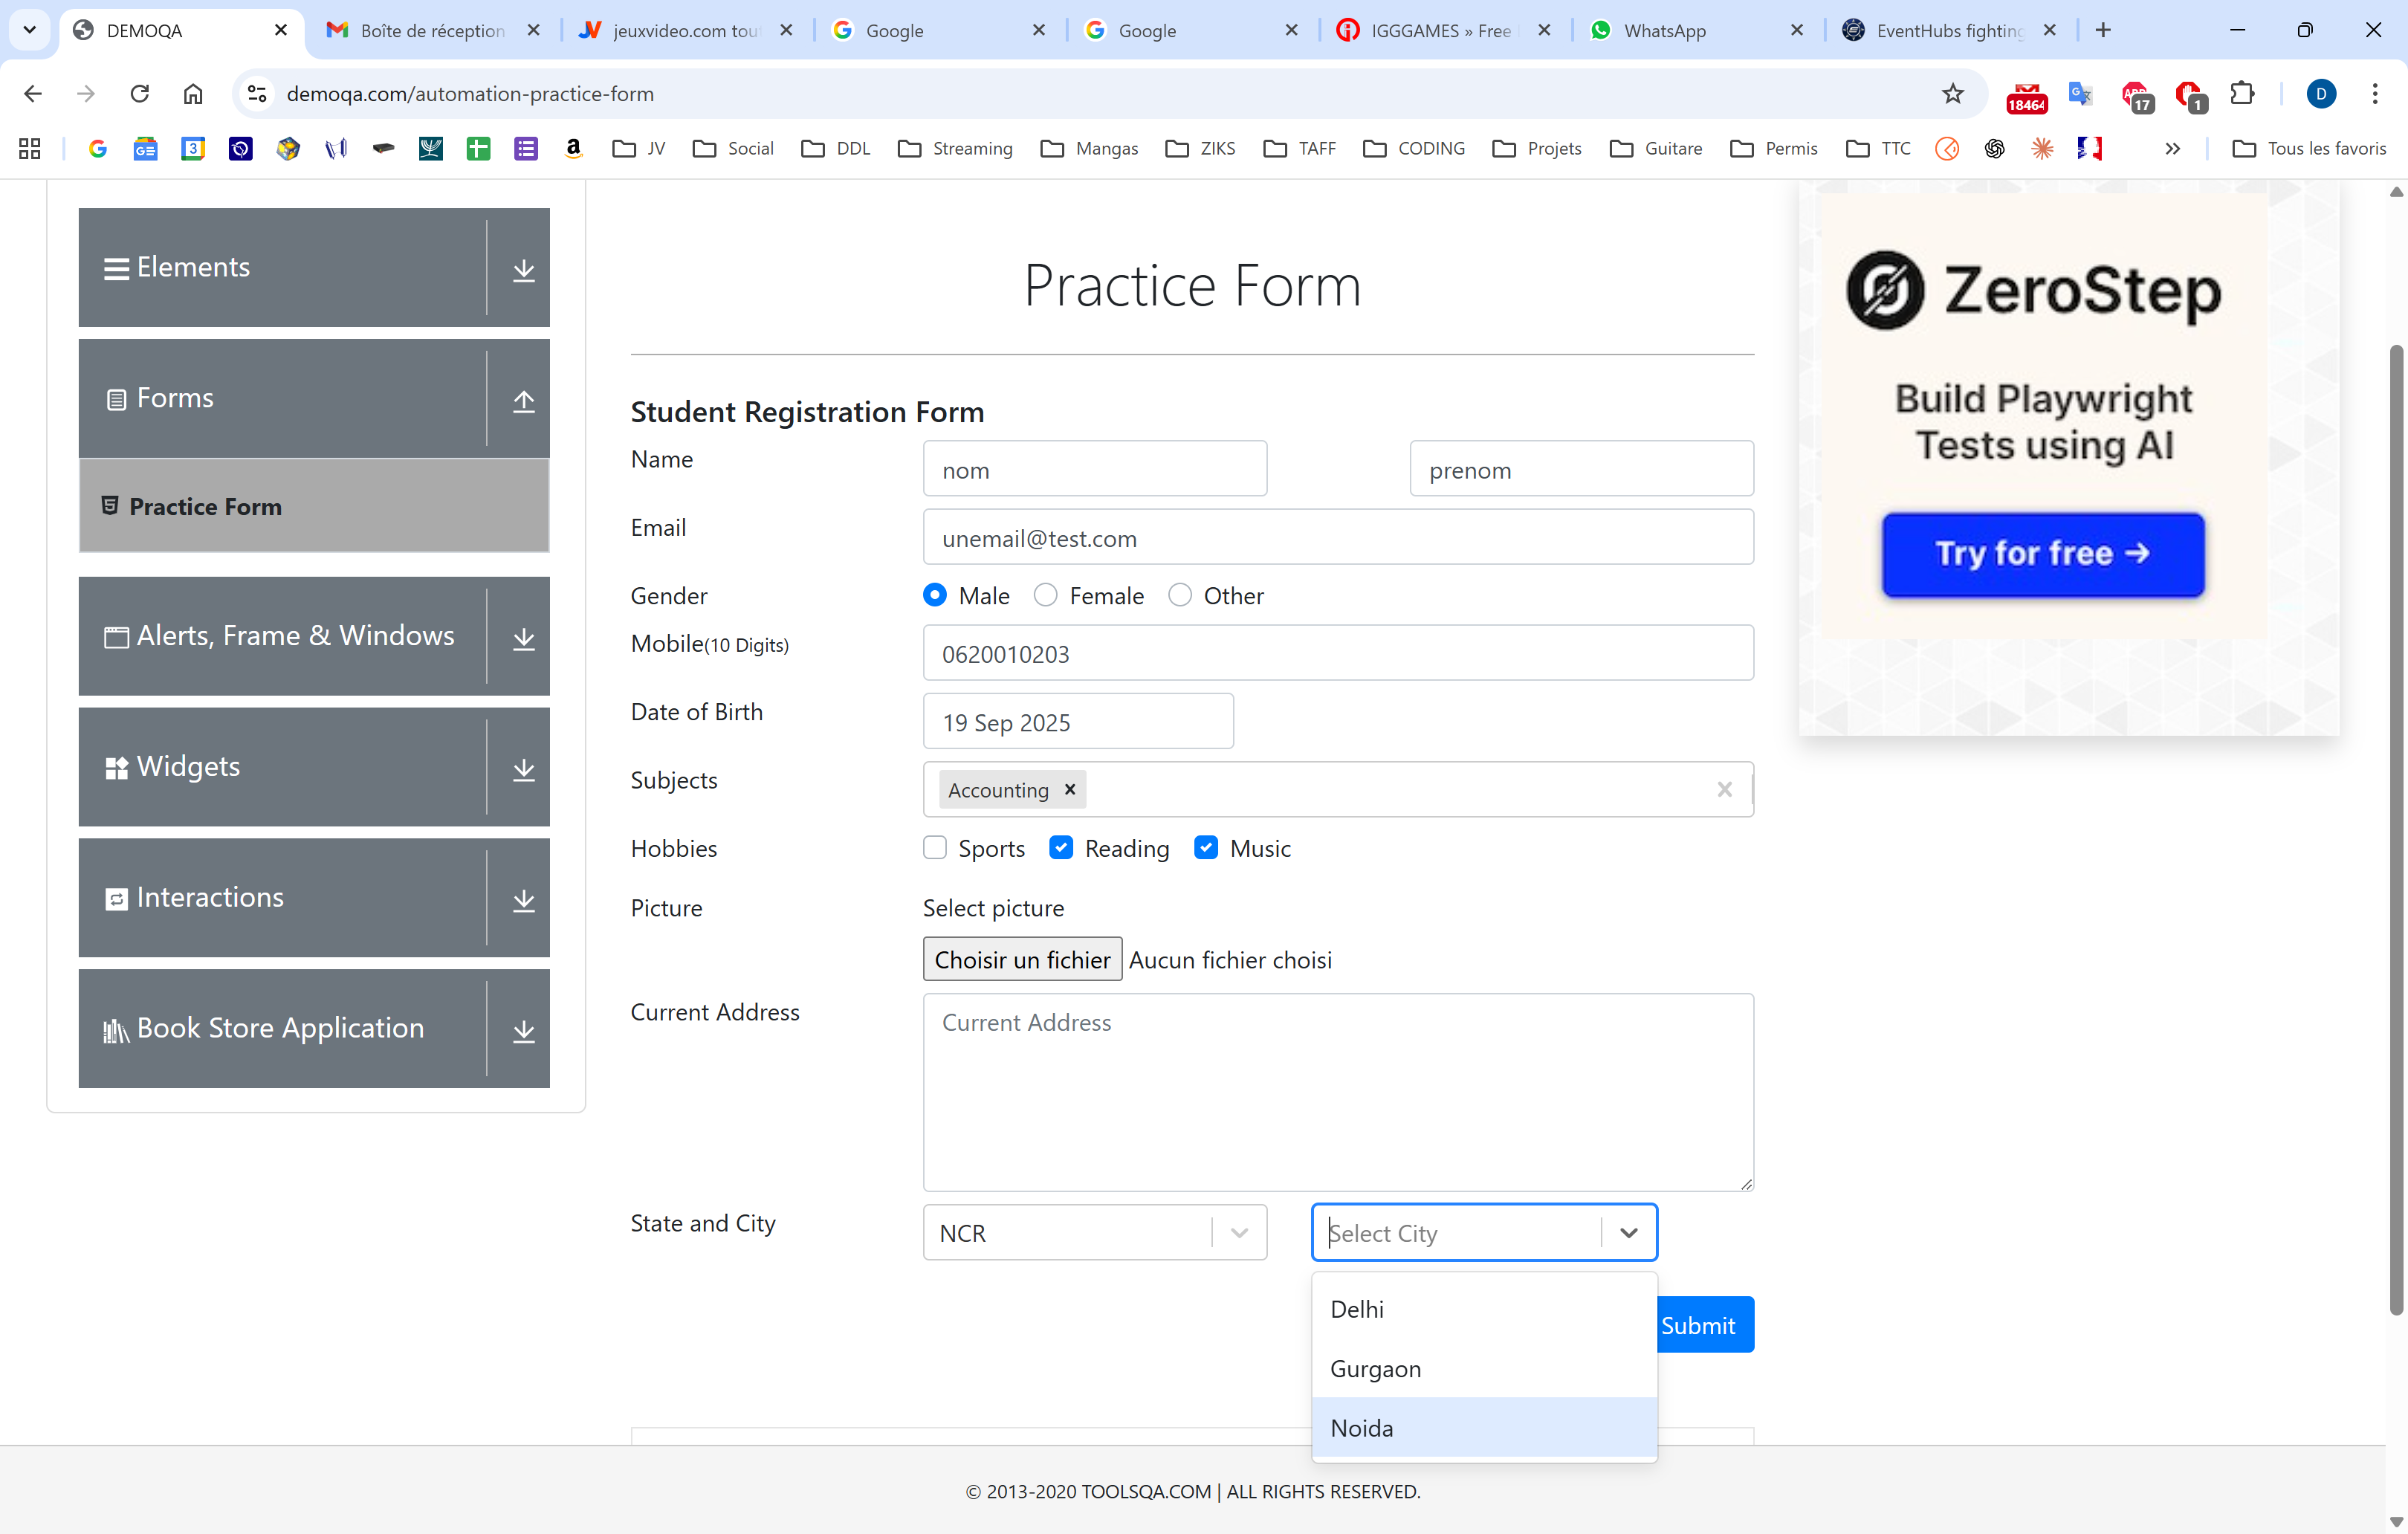 DEMOQA
Boîte de réception
jeuxvideo.com tou
Google
Google
IGGGAMES » Free
WhatsApp
EventHubs fighting
demoqa.com/automation-practice-form
18464
17
1
D
JV
Social
DDL
Streaming
Mangas
ZIKS
TAFF
CODING
Projets
Guitare
Permis
TTC
Tous les favoris
Elements
Forms
Practice Form
Alerts, Frame & Windows
Widgets
Interactions
Book Store Application
Practice Form
Student Registration Form
Name
nom
prenom
Email
unemail@test.com
Gender
Male
Female
Other
Mobile(10 Digits)
0620010203
Date of Birth
19 Sep 2025
Subjects
Accounting
Hobbies
Sports
Reading
Music
Picture
Select picture
Choisir un fichier
Aucun fichier choisi
Current Address
Current Address
State and City
NCR
Select City
Delhi
Gurgaon
Noida
Submit
ZeroStep
Build Playwright
Tests using AI
Try for free →
© 2013-2020 TOOLSQA.COM | ALL RIGHTS RESERVED.